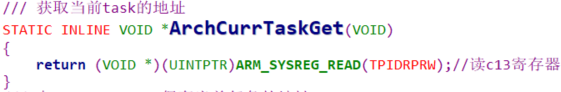 /// 获取当前task的地址
STATIC INLINE VOID *ArchCurrTaskGet(VOID)
{
    return (VOID *)(UINTPTR)ARM_SYSREG_READ(TPIDRPRW);//读c13寄存器
}